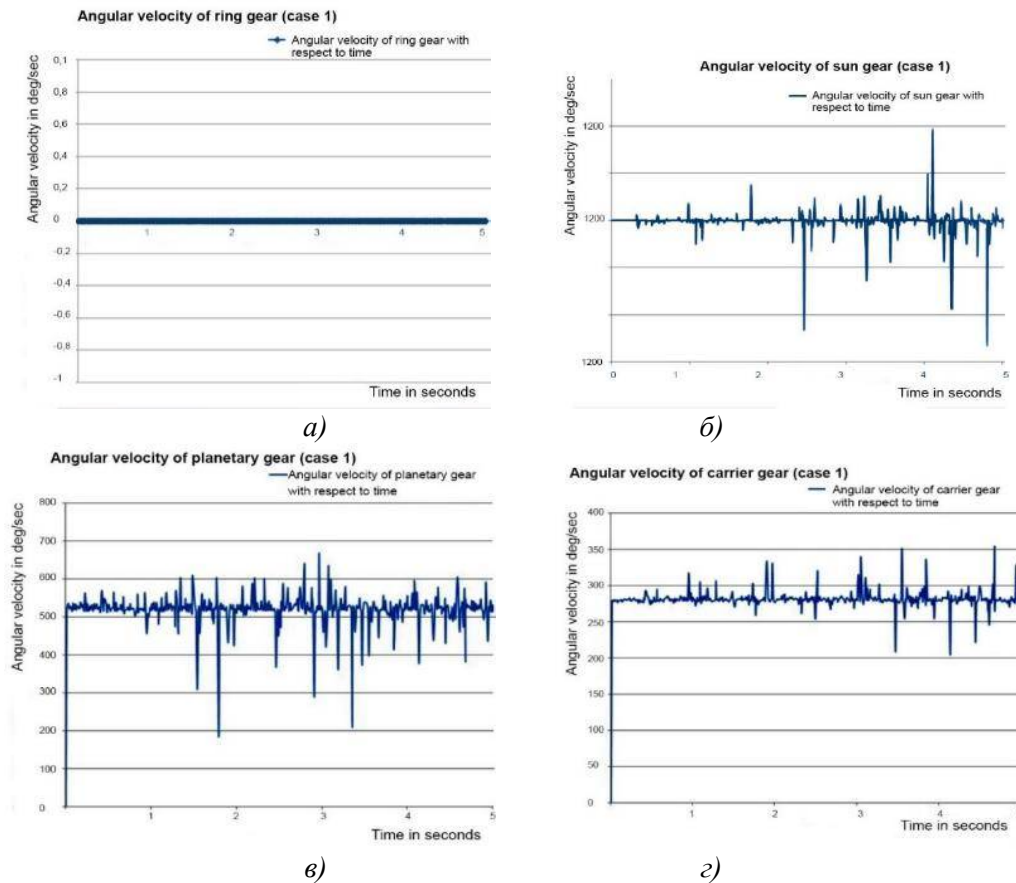 Angular velocity of ring gear (case 1)
Angular velocity of ring gear with
respect to time
Angular velocity in deg/sec
0,1
0,8
0,6
0,4
0,2
0
-0.2
-0.4
-0.6
-0,8
-1
1
2
3
4
5
Time in seconds
а)
Angular velocity of sun gear (case 1)
Angular velocity of sun gear with
respect to time
Angular velocity in deg/sec
1200
1200
1200
0
1
2
3
4
5
Time in seconds
б)
Angular velocity of planetary gear (case 1)
Angular velocity of planetary gear
with respect to time
Angular velocity in deg/sec
800
700
600
500
400
300
200
100
0
1
2
3
4
5
Time in seconds
в)
Angular velocity of carrier gear (case 1)
Angular velocity of carrier gear
with respect to time
Angular velocity in deg/sec
400
350
300
250
200
150
100
50
0
1
2
3
4
Time in seconds
г)